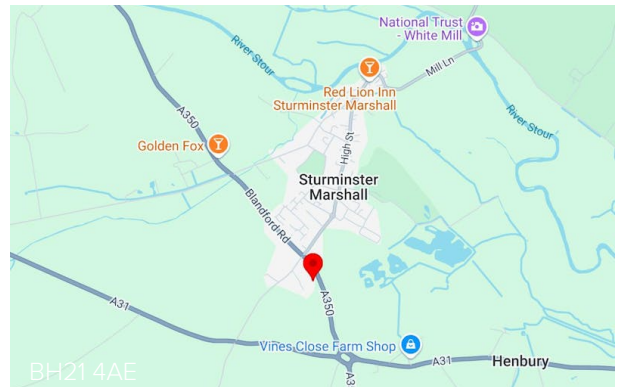 National Trust
- White Mill
River Stour
Mill Ln
Red Lion Inn
Sturminster Marshall
River Stour
A350
Golden Fox
High St
Sturminster
Marshall
Blandford Rd
A31
A350
Vines Close Farm Shop
A31
Henbury
BH21 4AE
A3